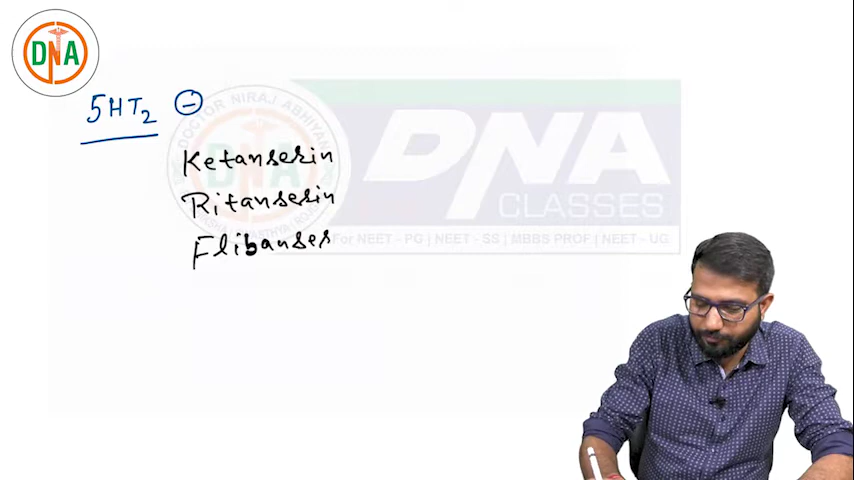 DNA
5HT2 ⊖
Ketanserin
Ritanserin
Flibanser
DOCTOR NIRAJ ABHIYAN
DNA
DNA
CLASSES
For NEET - PG | NEET - SS | MBBS PROF | NEET - UG